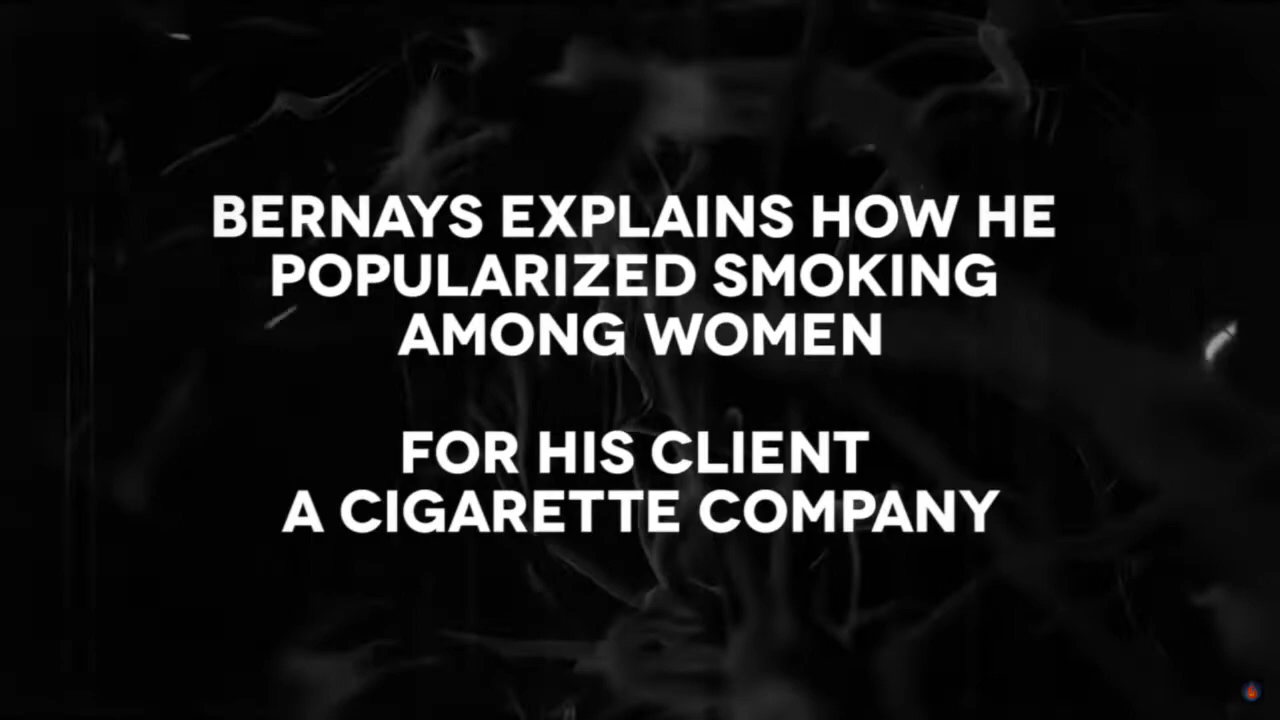 BERNAYS EXPLAINS HOW HE
POPULARIZED SMOKING
AMONG WOMEN
FOR HIS CLIENT
A CIGARETTE COMPANY